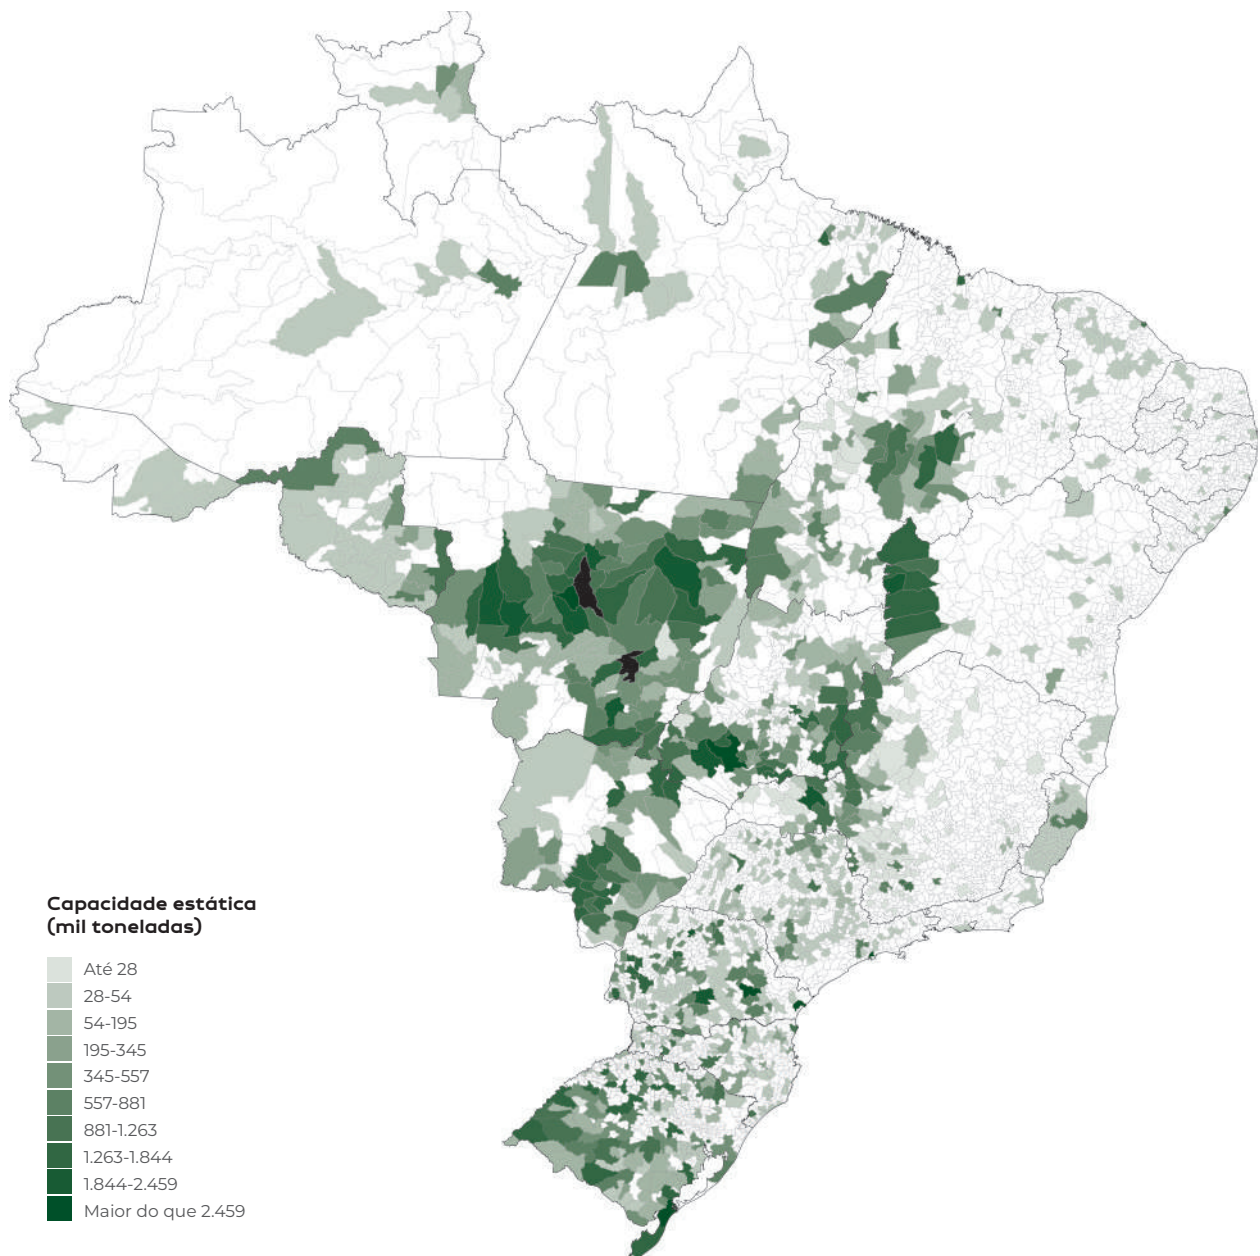 Capacidade estática
(mil toneladas)
Até 28
28-54
54-195
195-345
345-557
557-881
881-1.263
1.263-1.844
1.844-2.459
Maior do que 2.459